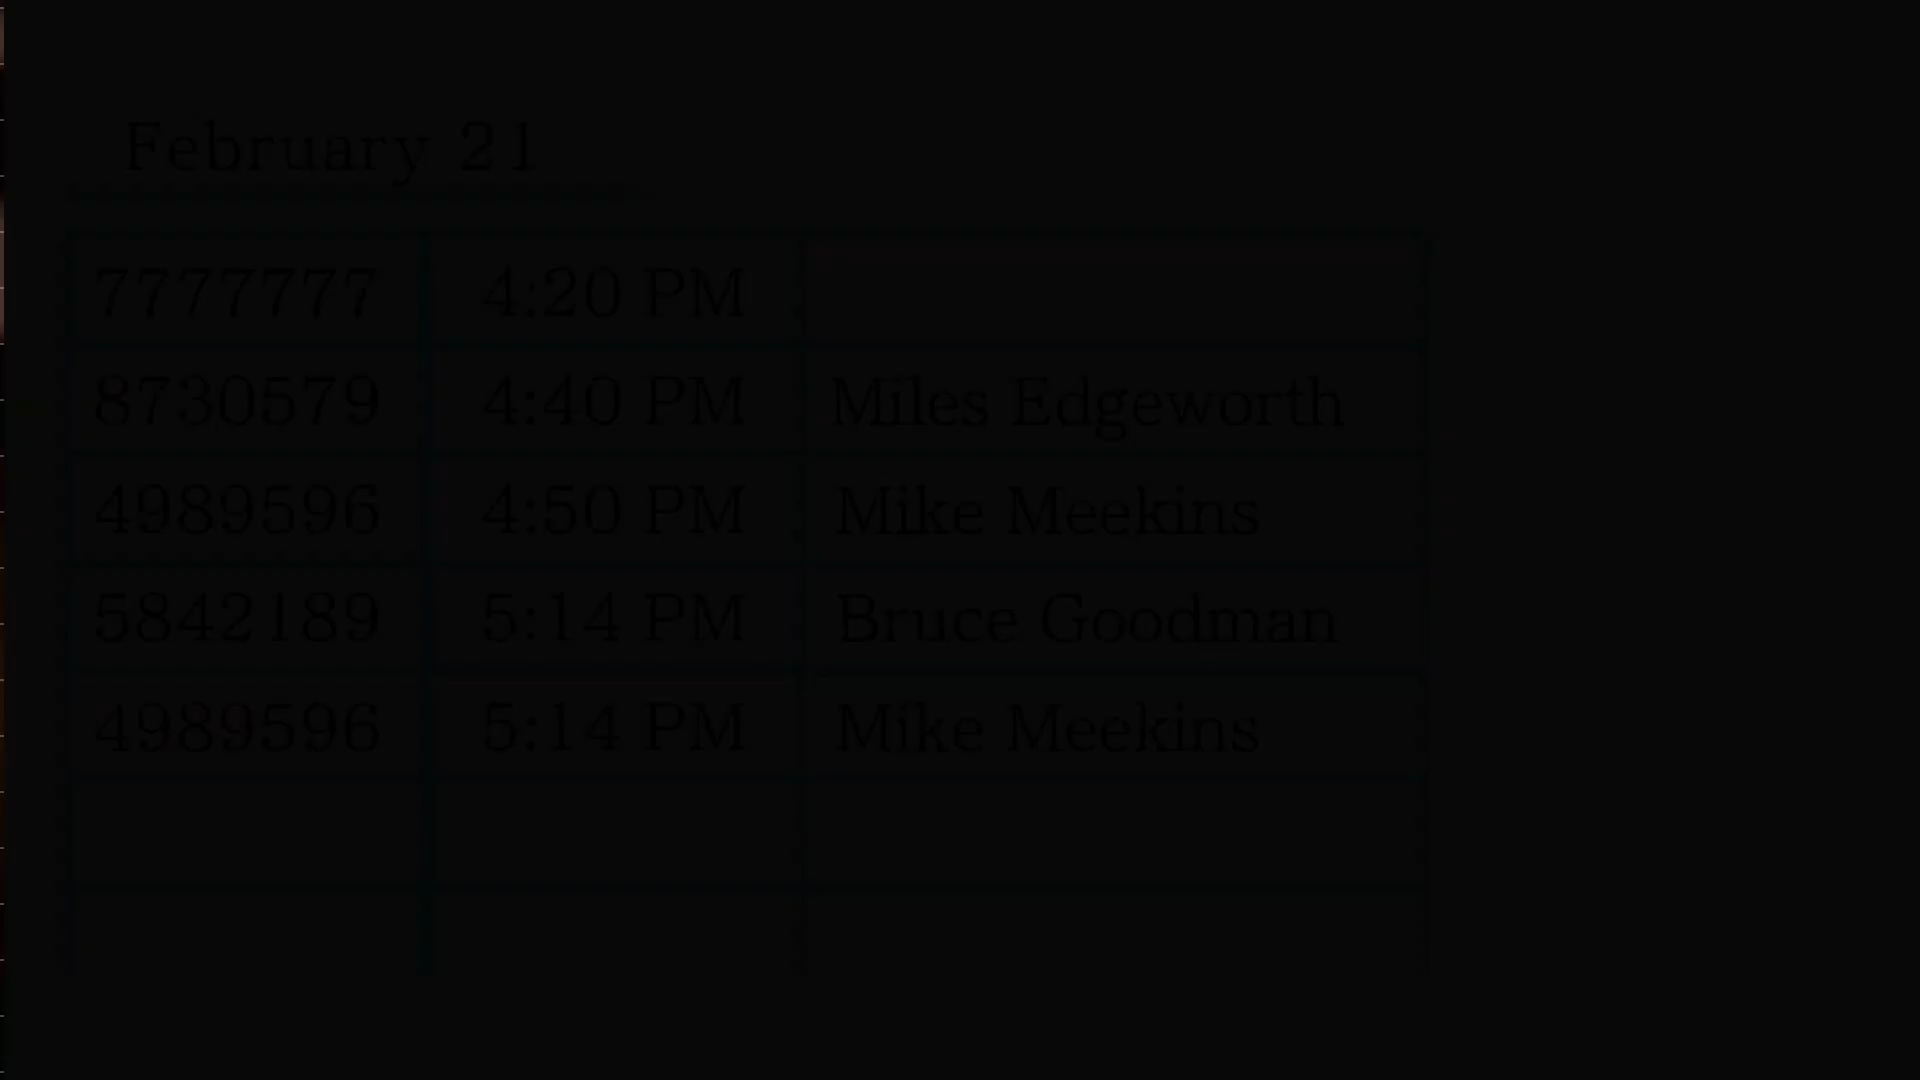 February 21
7777777 4:20 PM
8730579 4:40 PM Miles Edgeworth
4989596 4:50 PM Mike Meekins
5842189 5:14 PM Bruce Goodman
4989596 5:14 PM Mike Meekins